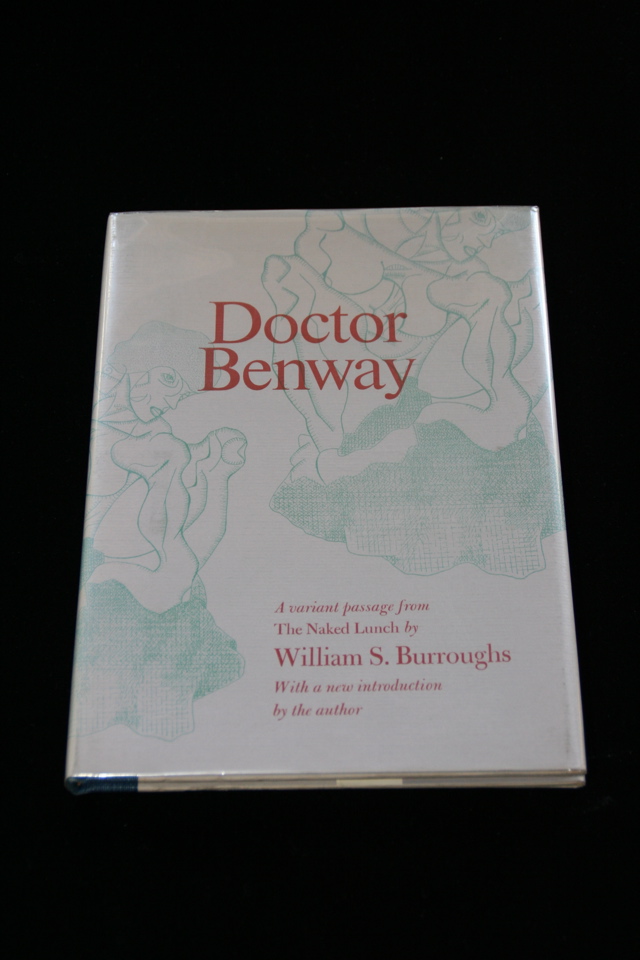 Doctor
Benway
A variant passage from
The Naked Lunch by
William S. Burroughs
With a new introduction
by the author